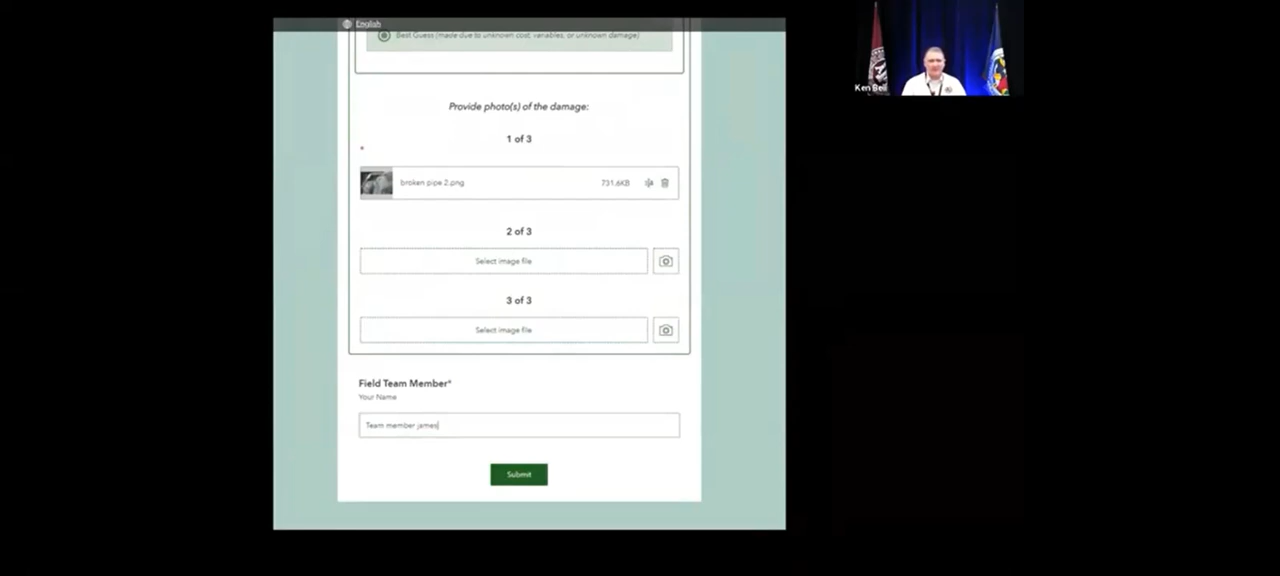 English
Best Guess (made due to unknown cost, variables, or unknown damage)
Ken Bell
Provide photo(s) of the damage:
1 of 3
*
broken pipe 2.png 731.6KB
2 of 3
Select image file
3 of 3
Select image file
Field Team Member*
Your Name
Team member james
Submit